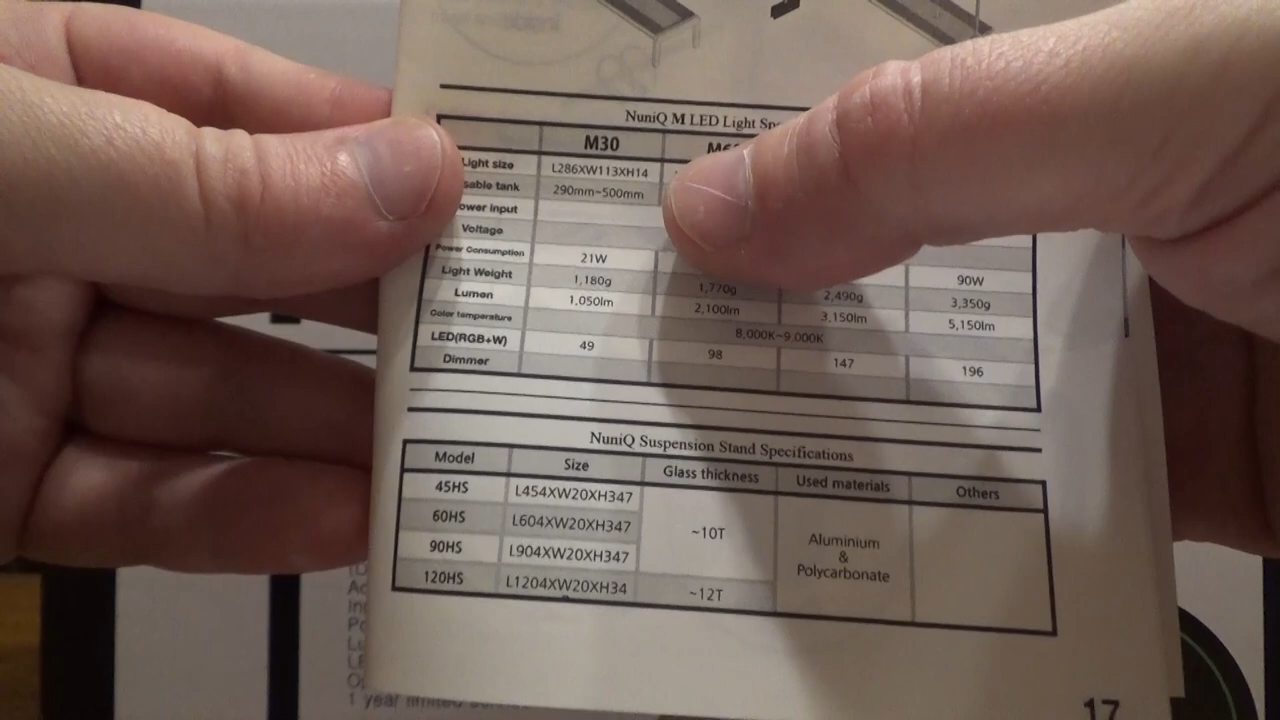 NuniQ M LED Light
M30
Light size L286XW113XH14
sable tank 290mm~500mm
ower input
Voltage
Power Consumption 21W 90W
Light Weight 1,180g 1,770g 2,490g 3,350g
Lumen 1,050lm 2,100lm 3,150lm 5,150lm
Color temperature 8,000K~9,000K
LED(RGB+W) 49 98 147 196
Dimmer
NuniQ Suspension Stand Specifications
Model Size Glass thickness Used materials Others
45HS L454XW20XH347
60HS L604XW20XH347 ~10T Aluminium
90HS L904XW20XH347 & Polycarbonate
120HS L1204XW20XH34 ~12T
1 year limited
17